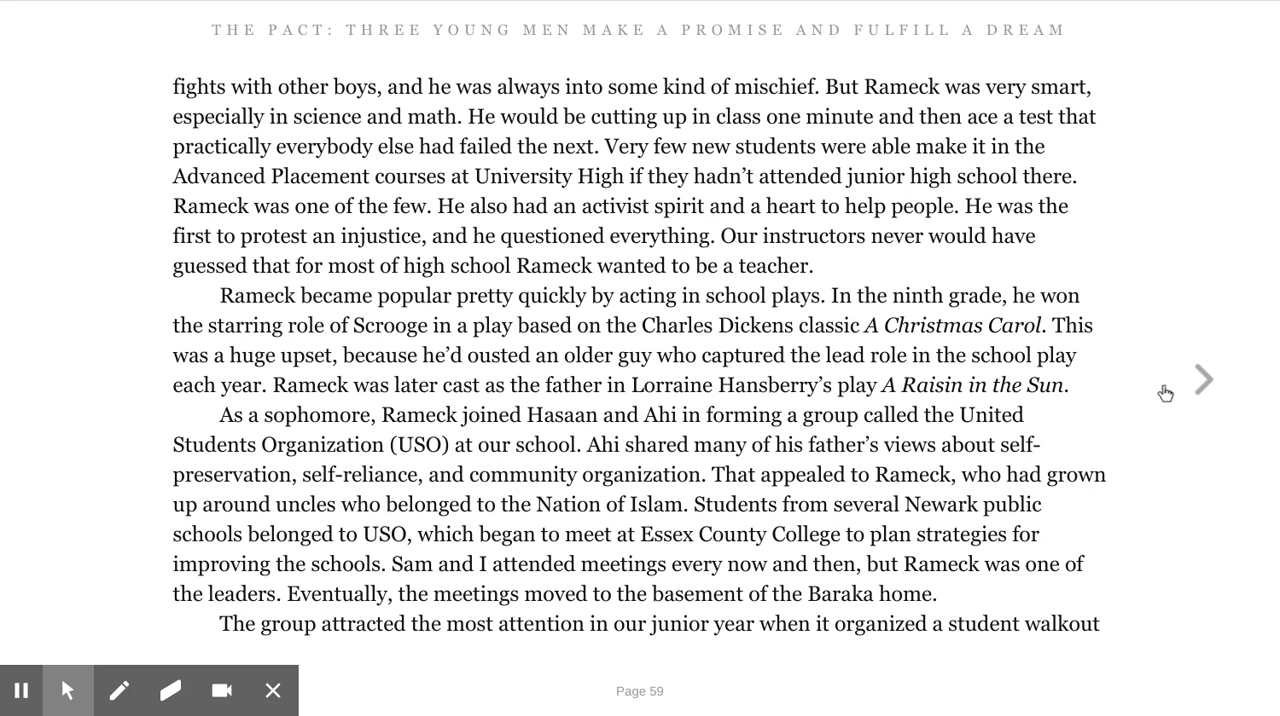 THE PACT: THREE YOUNG MEN MAKE A PROMISE AND FULFILL A DREAM
fights with other boys, and he was always into some kind of mischief. But Rameck was very smart,
especially in science and math. He would be cutting up in class one minute and then ace a test that
practically everybody else had failed the next. Very few new students were able make it in the
Advanced Placement courses at University High if they hadn’t attended junior high school there.
Rameck was one of the few. He also had an activist spirit and a heart to help people. He was the
first to protest an injustice, and he questioned everything. Our instructors never would have
guessed that for most of high school Rameck wanted to be a teacher.
Rameck became popular pretty quickly by acting in school plays. In the ninth grade, he won
the starring role of Scrooge in a play based on the Charles Dickens classic A Christmas Carol. This
was a huge upset, because he’d ousted an older guy who captured the lead role in the school play
each year. Rameck was later cast as the father in Lorraine Hansberry’s play A Raisin in the Sun.
As a sophomore, Rameck joined Hasaan and Ahi in forming a group called the United
Students Organization (USO) at our school. Ahi shared many of his father’s views about self-
preservation, self-reliance, and community organization. That appealed to Rameck, who had grown
up around uncles who belonged to the Nation of Islam. Students from several Newark public
schools belonged to USO, which began to meet at Essex County College to plan strategies for
improving the schools. Sam and I attended meetings every now and then, but Rameck was one of
the leaders. Eventually, the meetings moved to the basement of the Baraka home.
The group attracted the most attention in our junior year when it organized a student walkout
Page 59